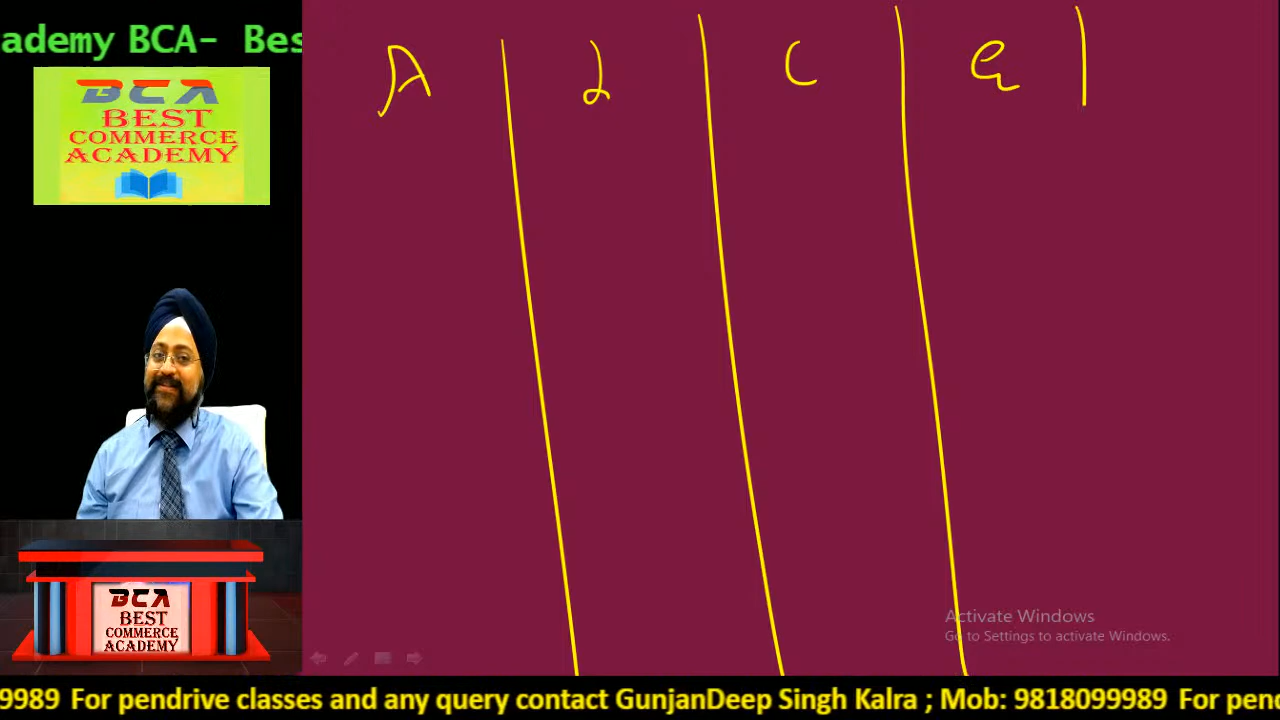 ademy BCA- Bes
BCA
BEST
COMMERCE
ACADEMY
A
C
BCA
BEST
COMMERCE
ACADEMY
Activate Windows
Go to Settings to activate Windows.
9989 For pendrive classes and any query contact GunjanDeep Singh Kalra ; Mob: 9818099989 For pend